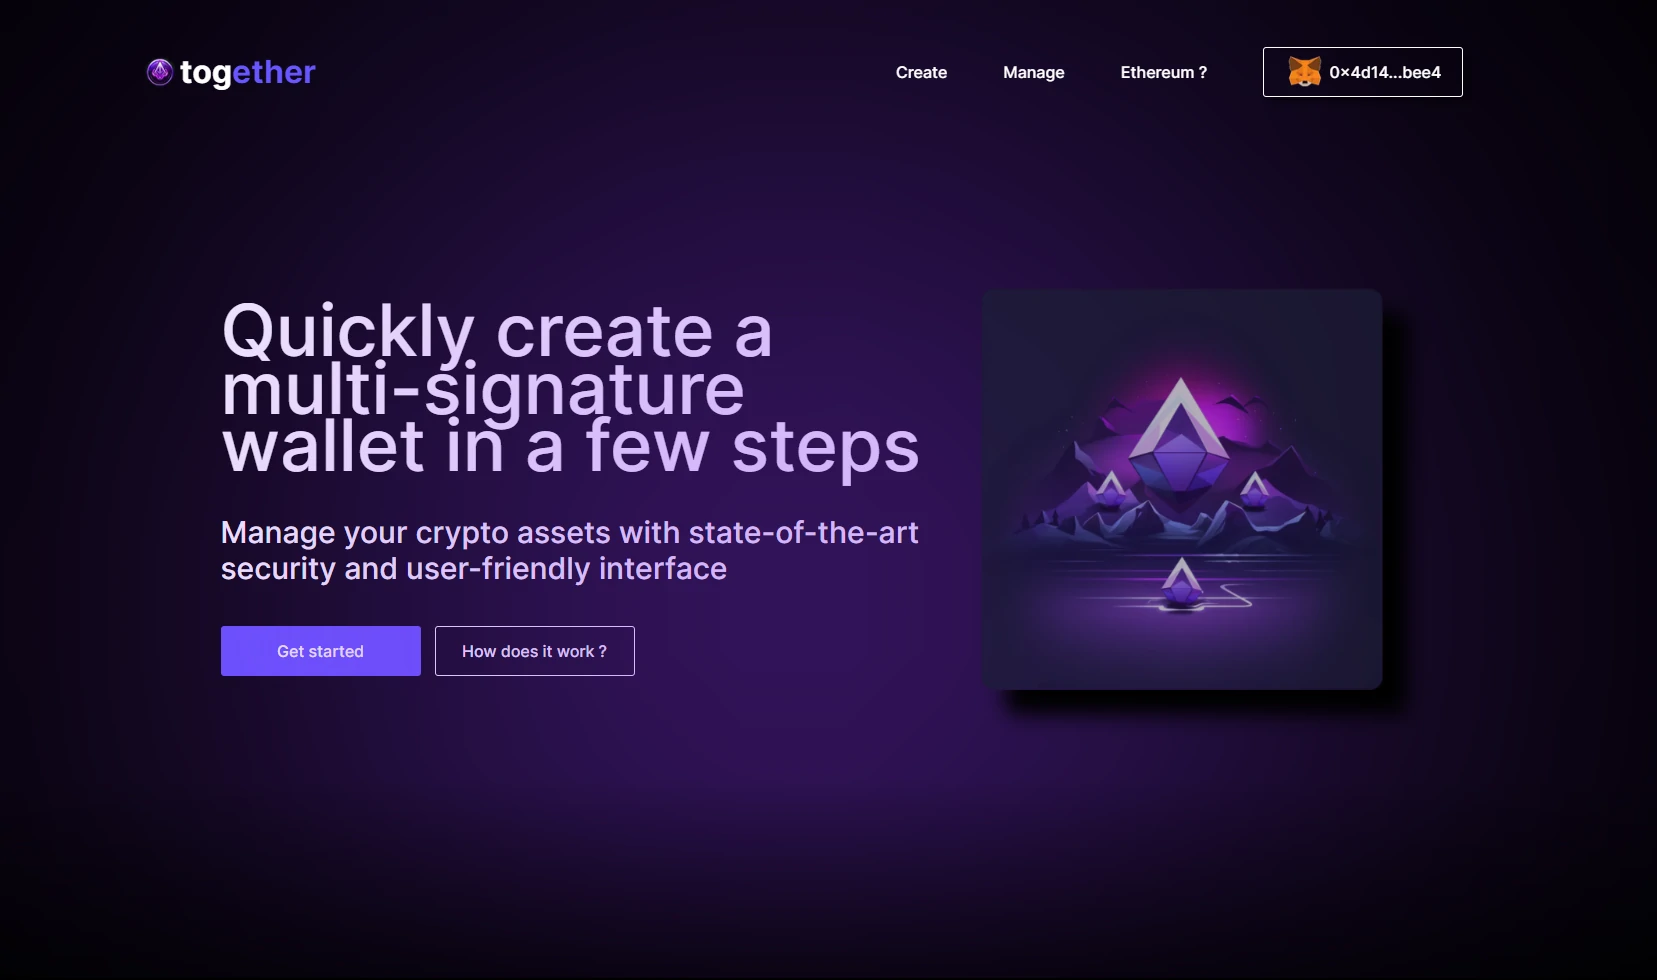 together
Create
Manage
Ethereum ?
0x4d14...bee4
Quickly create a
multi-signature
wallet in a few steps
Manage your crypto assets with state-of-the-art
security and user-friendly interface
Get started
How does it work ?